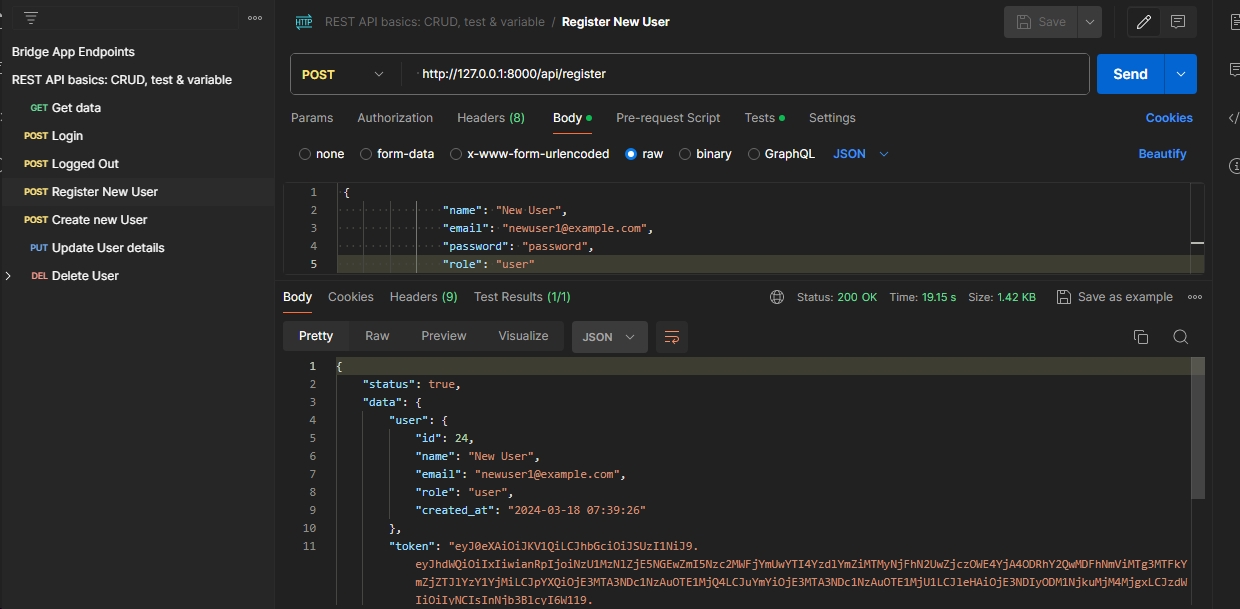 HTTP REST API basics: CRUD, test & variable / Register New User
Save
Bridge App Endpoints
REST API basics: CRUD, test & variable
GET Get data
POST Login
POST Logged Out
POST Register New User
POST Create new User
PUT Update User details
DEL Delete User
POST http://127.0.0.1:8000/api/register
Send
Params Authorization Headers (8) Body Pre-request Script Tests Settings Cookies
none form-data x-www-form-urlencoded raw binary GraphQL JSON Beautify
1 {
2 "name": "New User",
3 "email": "newuser1@example.com",
4 "password": "password",
5 "role": "user"
Body Cookies Headers (9) Test Results (1/1) Status: 200 OK Time: 19.15 s Size: 1.42 KB Save as example
Pretty Raw Preview Visualize JSON
1 {
2 "status": true,
3 "data": {
4 "user": {
5 "id": 24,
6 "name": "New User",
7 "email": "newuser1@example.com",
8 "role": "user",
9 "created_at": "2024-03-18 07:39:26"
10 },
11 "token": "eyJ0eXAiOiJKV1QiLCJhbGciOiJSUzI1NiJ9.